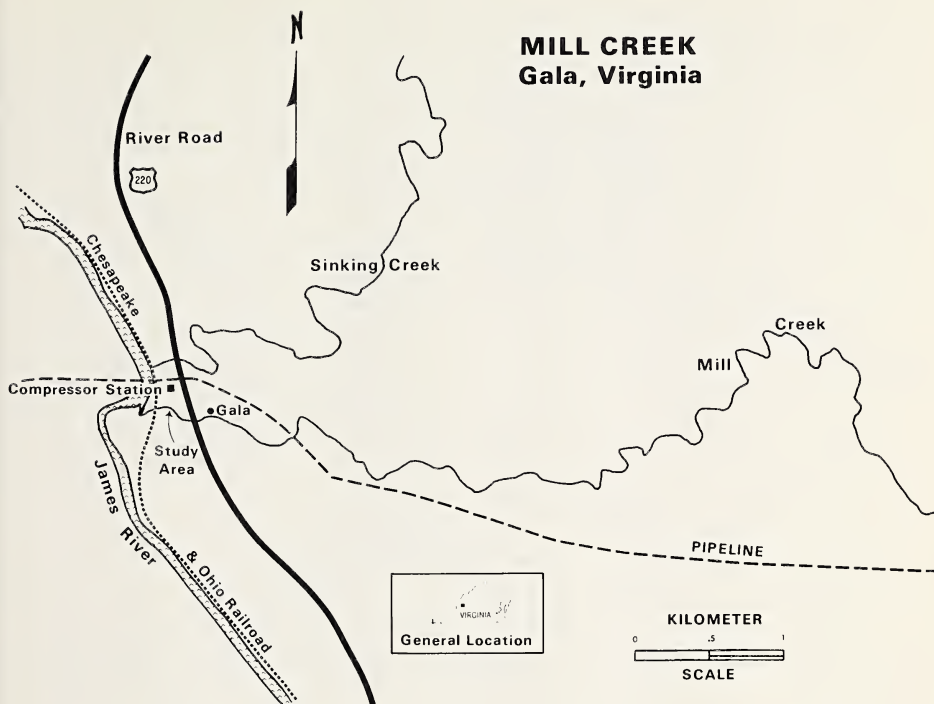 N
MILL CREEK
Gala, Virginia
River Road
220
Chesapeake
Sinking Creek
Creek
Mill
Compressor Station
Gala
Study
Area
James
River
& Ohio Railroad
PIPELINE
VIRGINIA
General Location
KILOMETER
0 .5 1
SCALE